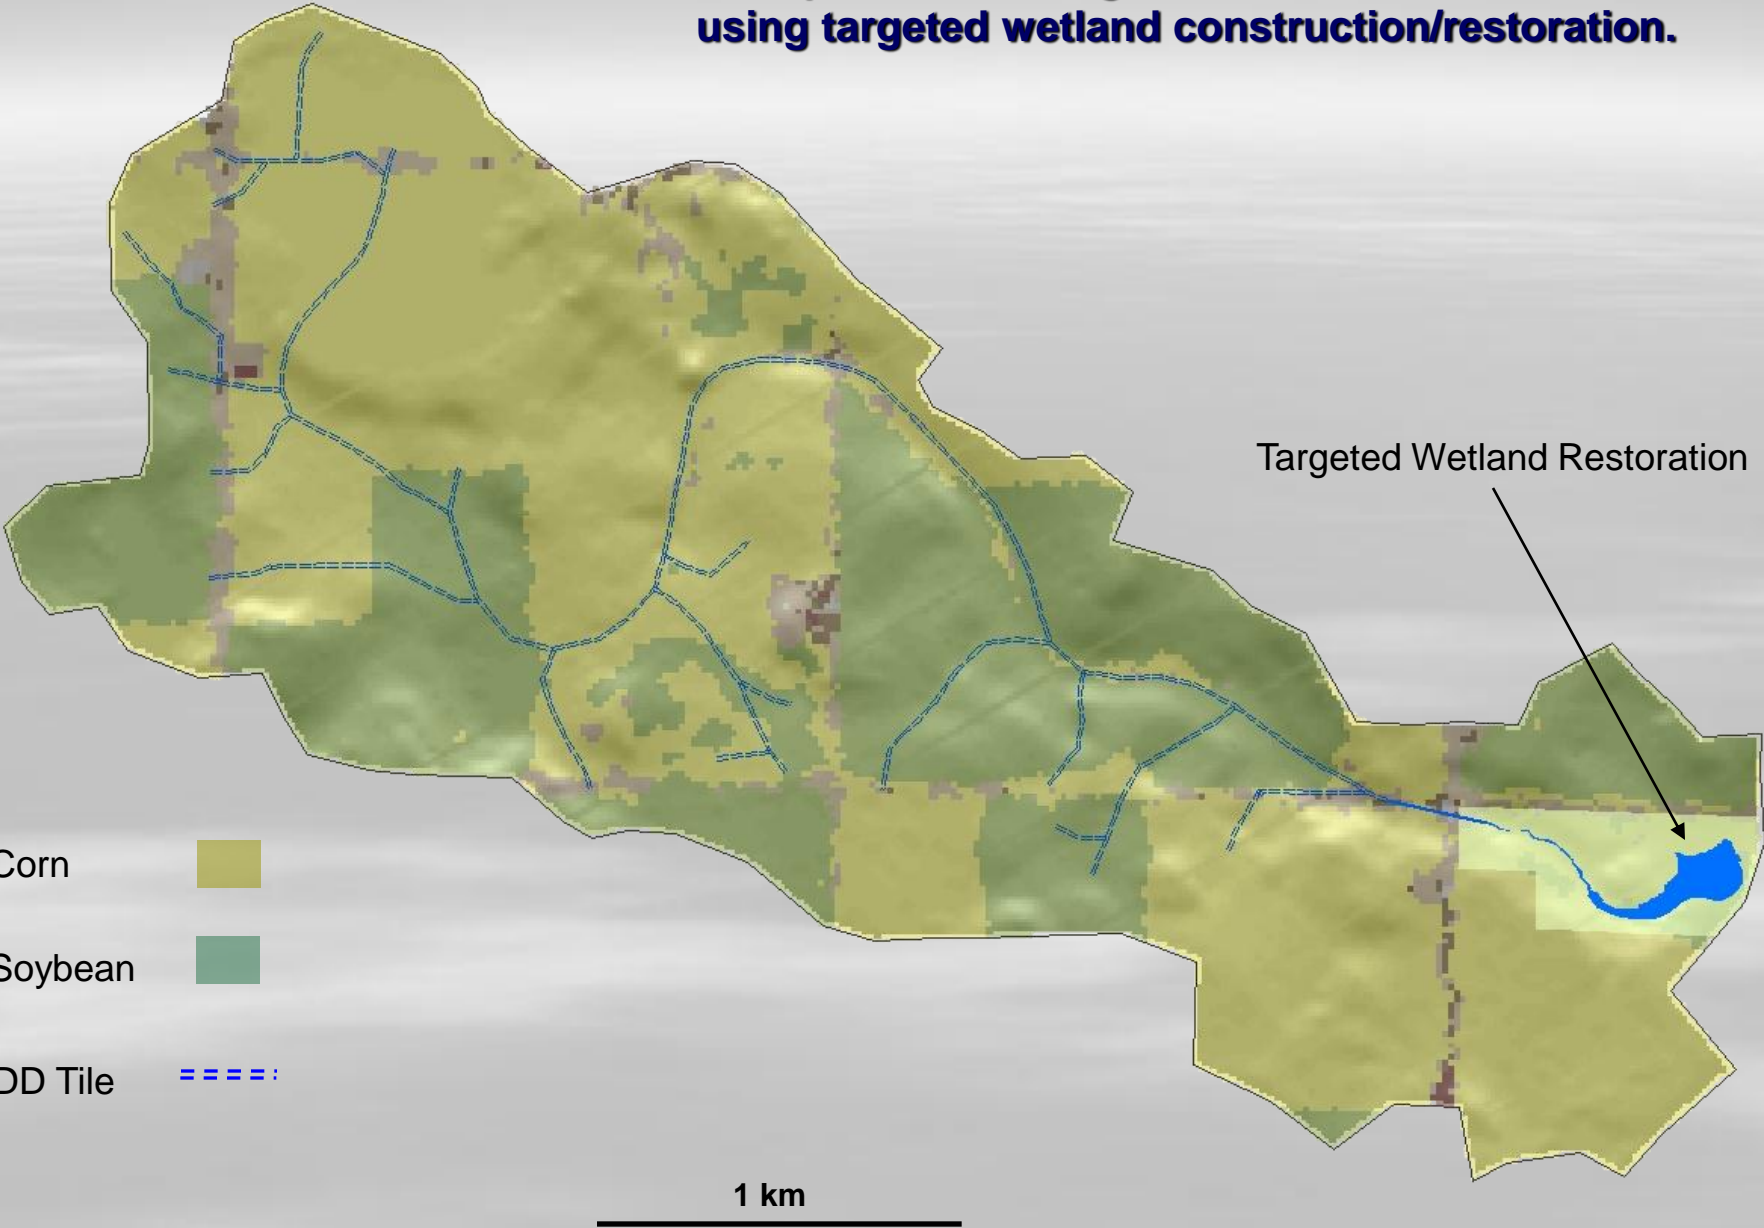 using targeted wetland construction/restoration.
Targeted Wetland Restoration
Corn
Soybean
DD Tile
1 km